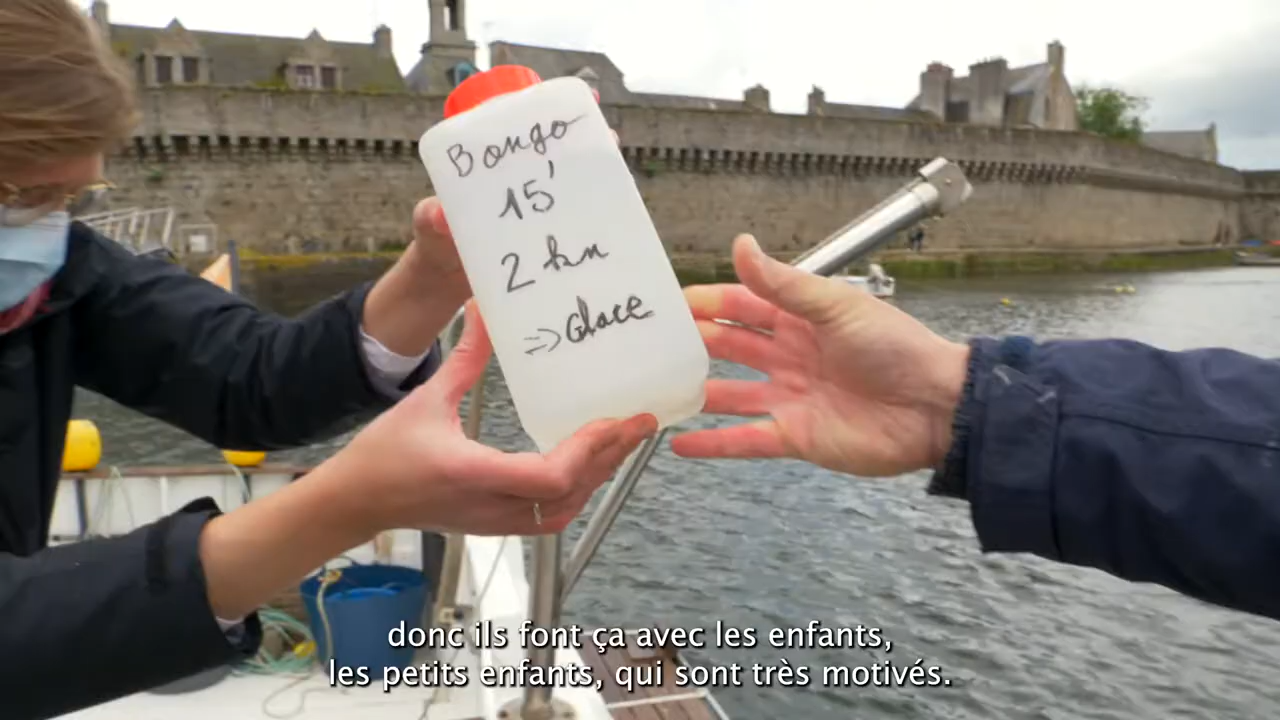 Bongo
15'
2 kn
=> Glace
donc ils font ça avec les enfants,
les petits enfants, qui sont très motivés.